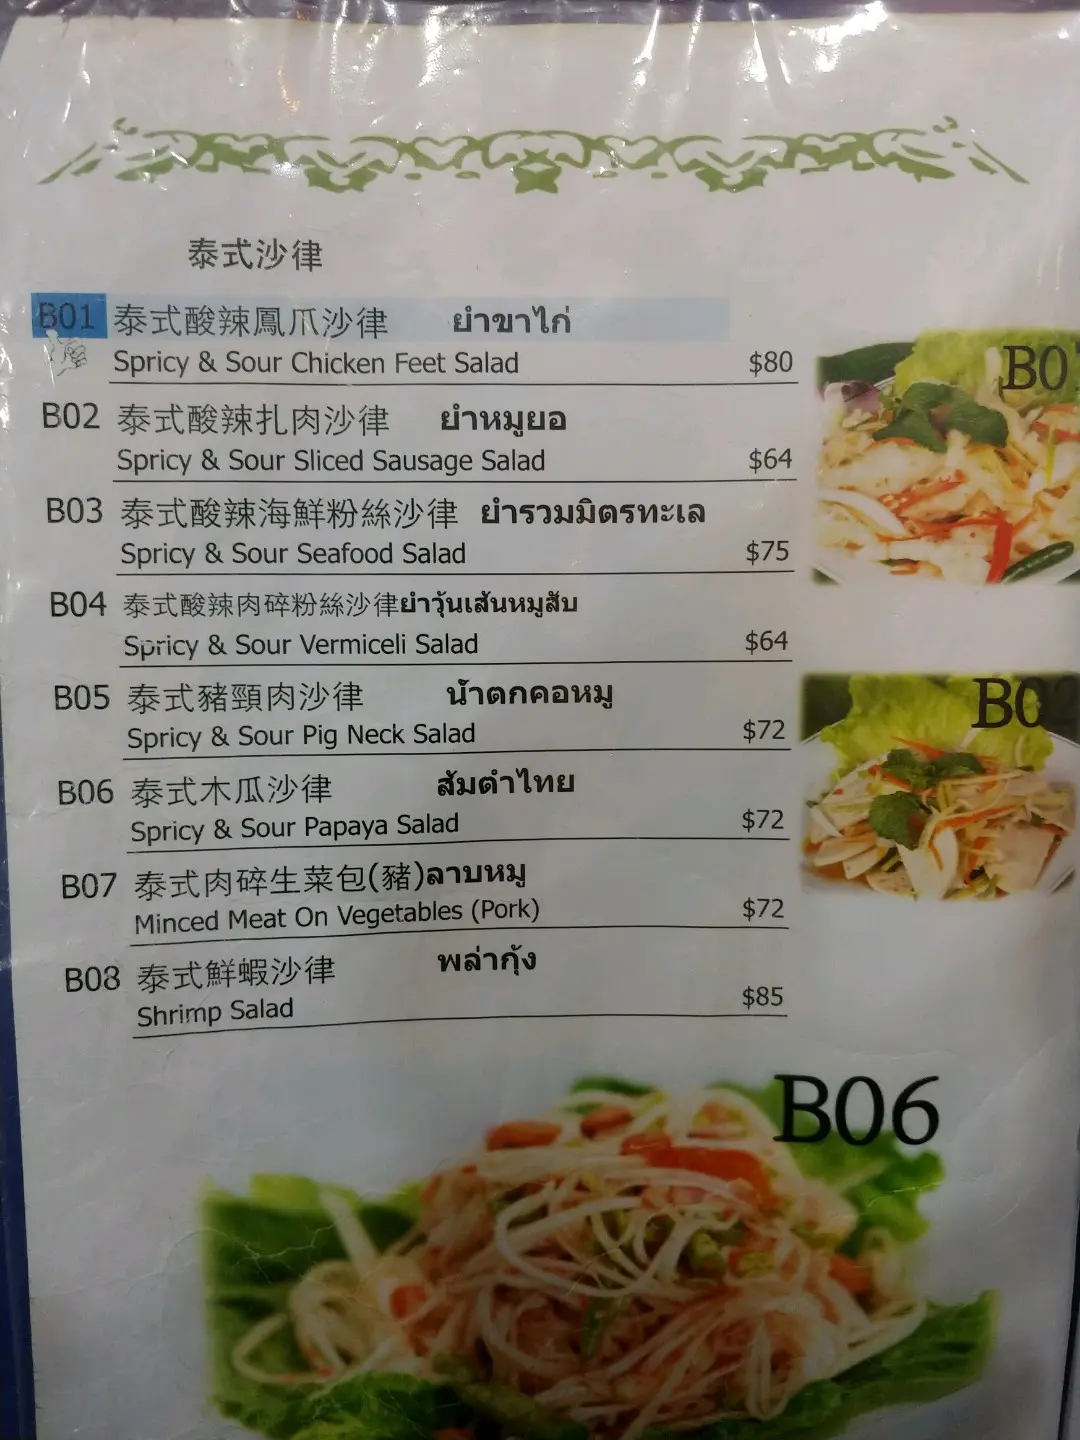 泰式沙律
B01 泰式酸辣鳳爪沙律 ยำขาไก่
Spricy & Sour Chicken Feet Salad $80
B02 泰式酸辣扎肉沙律 ยำหมูยอ
Spricy & Sour Sliced Sausage Salad $64
B03 泰式酸辣海鮮粉絲沙律 ยำรวมมิตรทะเล
Spricy & Sour Seafood Salad $75
B04 泰式酸辣肉碎粉絲沙律ยำวุ้นเส้นหมูสับ
Spricy & Sour Vermiceli Salad $64
B05 泰式豬頸肉沙律 น้ำตกคอหมู
Spricy & Sour Pig Neck Salad $72
B06 泰式木瓜沙律 ส้มตำไทย
Spricy & Sour Papaya Salad $72
B07 泰式肉碎生菜包(豬)ลาบหมู
Minced Meat On Vegetables (Pork) $72
B08 泰式鮮蝦沙律 พล่ากุ้ง
Shrimp Salad $85
B01
B02
B06